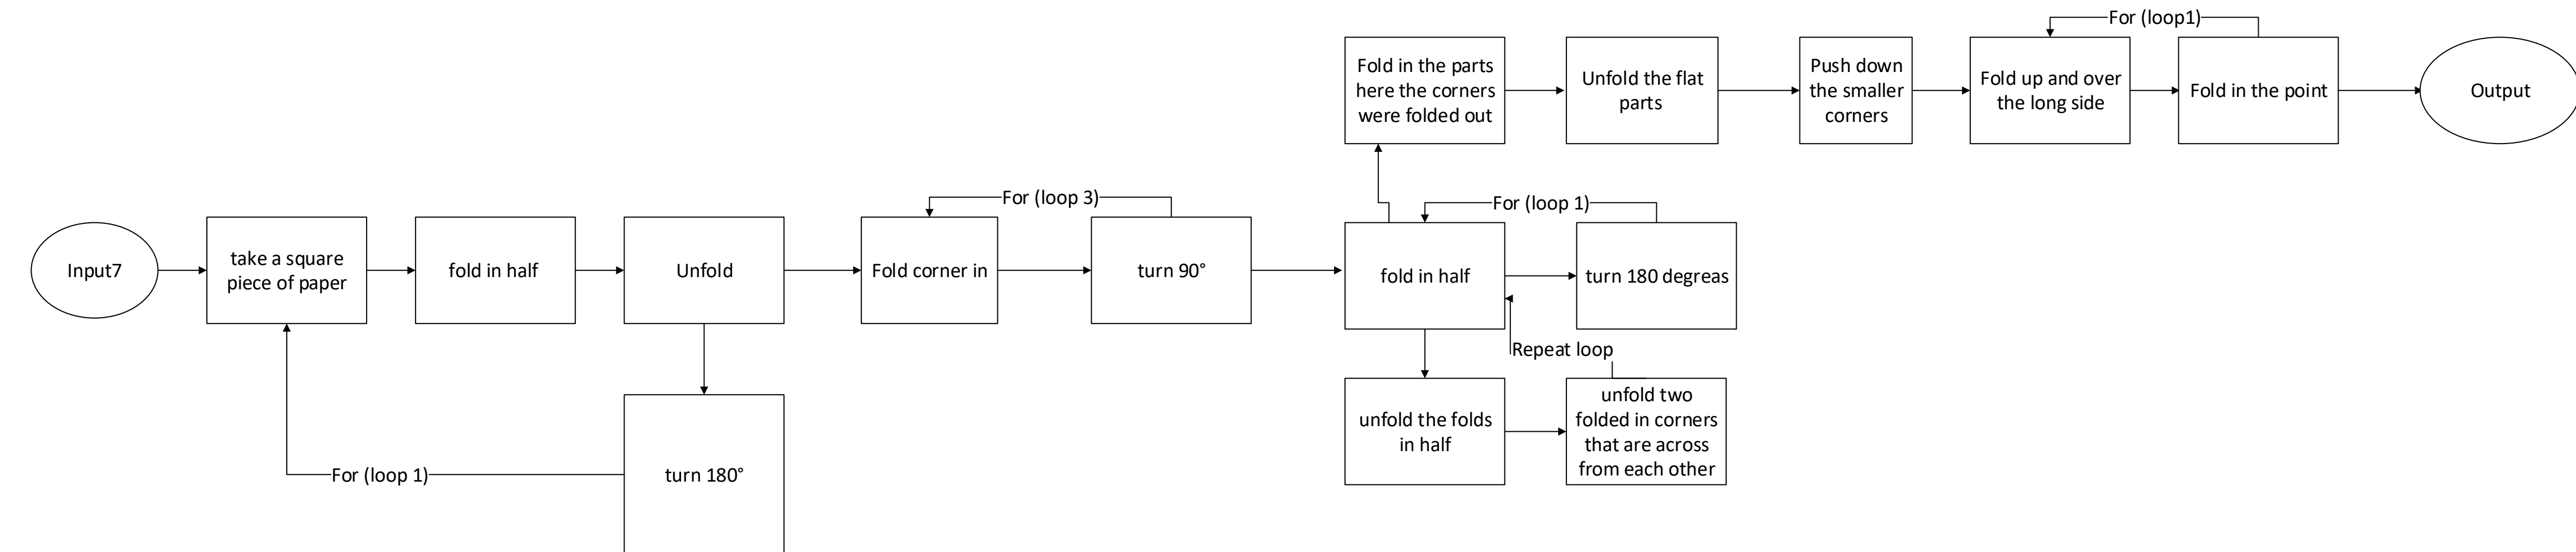 For (loop1)
Fold in the parts
here the corners
were folded out
Unfold the flat
parts
Push down
the smaller
corners
Fold up and over
the long side
Fold in the point
Output
For (loop 3)
For (loop 1)
Input7
take a square
piece of paper
fold in half
Unfold
Fold corner in
turn 90°
fold in half
turn 180 degreas
Repeat loop
unfold the folds
in half
unfold two
folded in corners
that are across
from each other
For (loop 1)
turn 180°